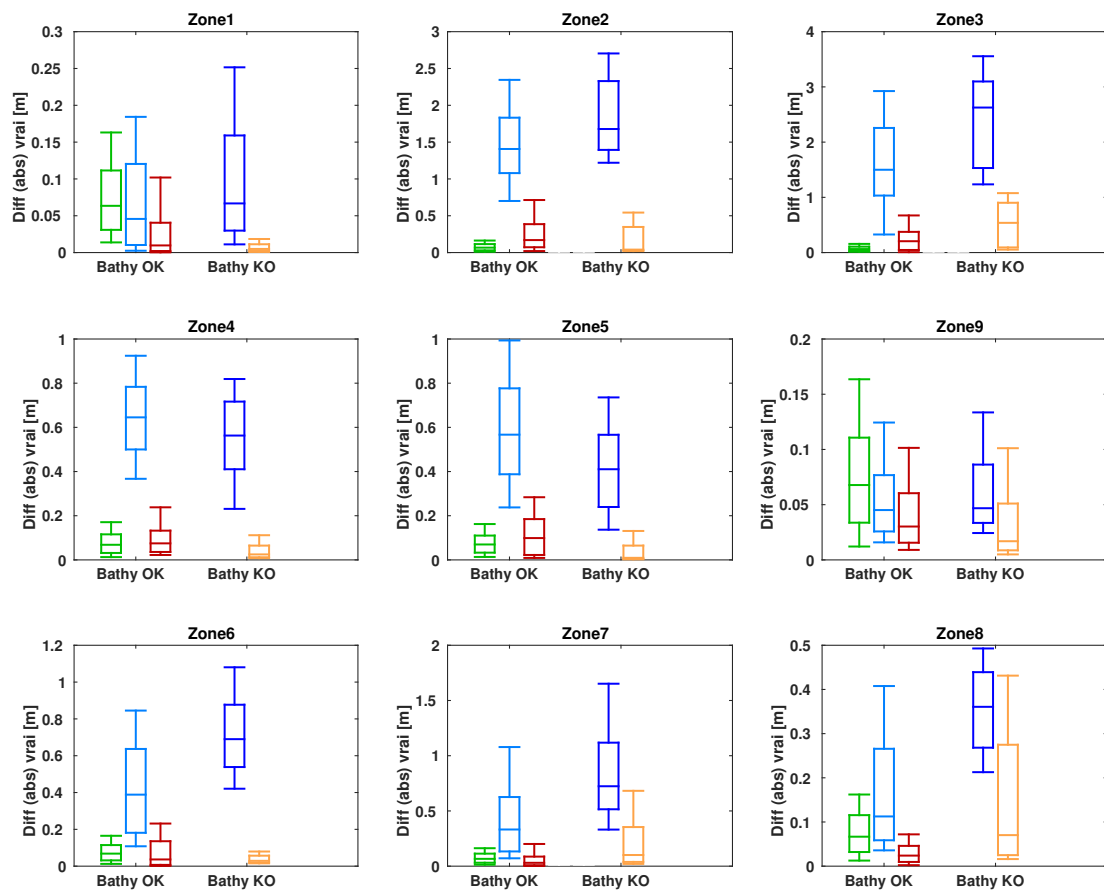 Zone1 Zone2 Zone3
0.3 3 4
0.25 2.5
0.2 2 3
0.15 1.5 2
0.1 1
0.05 0.5 1
0 0 0
Diff (abs) vrai [m] Diff (abs) vrai [m] Diff (abs) vrai [m]
Bathy OK Bathy KO Bathy OK Bathy KO Bathy OK Bathy KO
Zone4 Zone5 Zone9
1 1 0.2
0.8 0.8 0.15
0.6 0.6 0.1
0.4 0.4
0.2 0.2 0.05
0 0 0
Diff (abs) vrai [m] Diff (abs) vrai [m] Diff (abs) vrai [m]
Bathy OK Bathy KO Bathy OK Bathy KO Bathy OK Bathy KO
Zone6 Zone7 Zone8
1.2 2 0.5
1 1.5 0.4
0.8 0.3
0.6 1
0.4 0.2
0.2 0.5 0.1
0 0 0
Diff (abs) vrai [m] Diff (abs) vrai [m] Diff (abs) vrai [m]
Bathy OK Bathy KO Bathy OK Bathy KO Bathy OK Bathy KO